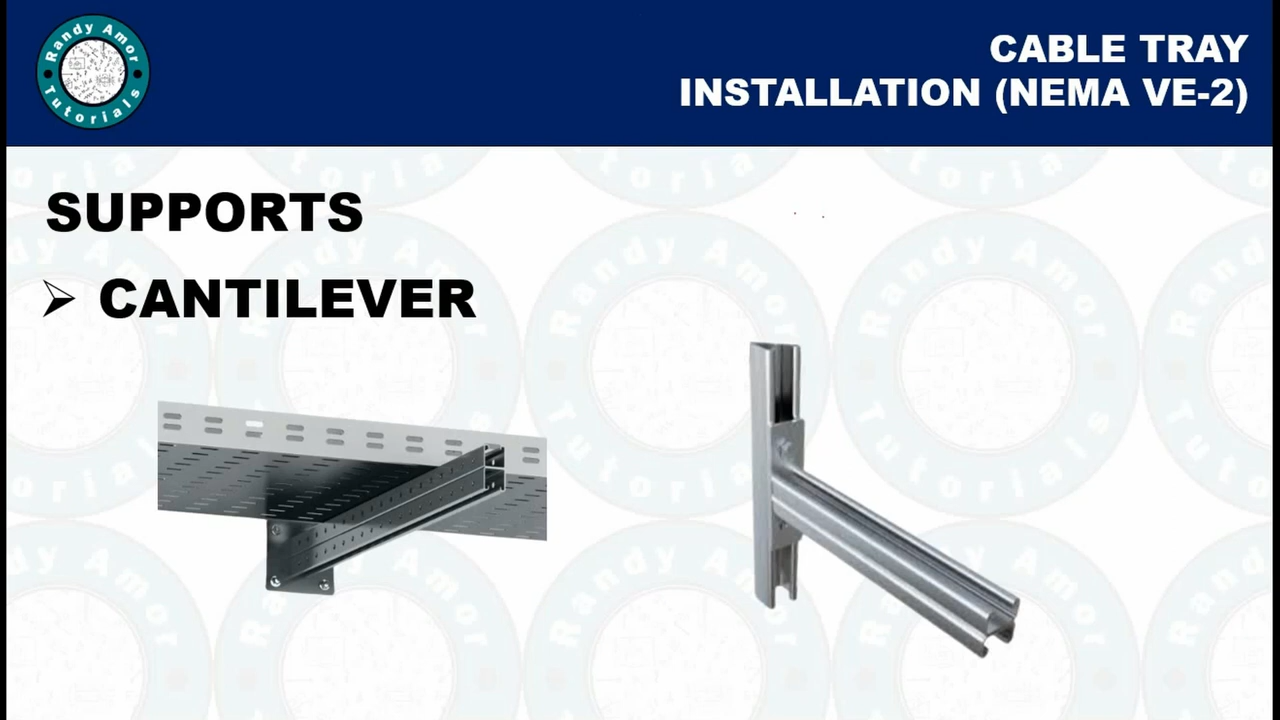 Randy Amor
Tutorials
CABLE TRAY
INSTALLATION (NEMA VE-2)
SUPPORTS
➢ CANTILEVER